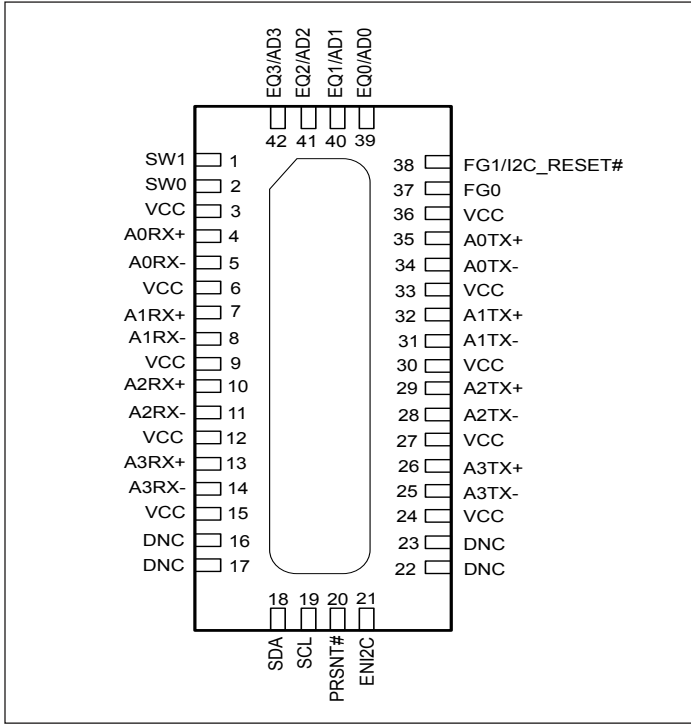 EQ3/AD3
EQ2/AD2
EQ1/AD1
EQ0/AD0
42 41 40 39
SW1 1
SW0 2
VCC 3
A0RX+ 4
A0RX- 5
VCC 6
A1RX+ 7
A1RX- 8
VCC 9
A2RX+ 10
A2RX- 11
VCC 12
A3RX+ 13
A3RX- 14
VCC 15
DNC 16
DNC 17
38 FG1/I2C_RESET#
37 FG0
36 VCC
35 A0TX+
34 A0TX-
33 VCC
32 A1TX+
31 A1TX-
30 VCC
29 A2TX+
28 A2TX-
27 VCC
26 A3TX+
25 A3TX-
24 VCC
23 DNC
22 DNC
18 19 20 21
SDA
SCL
PRSNT#
ENI2C